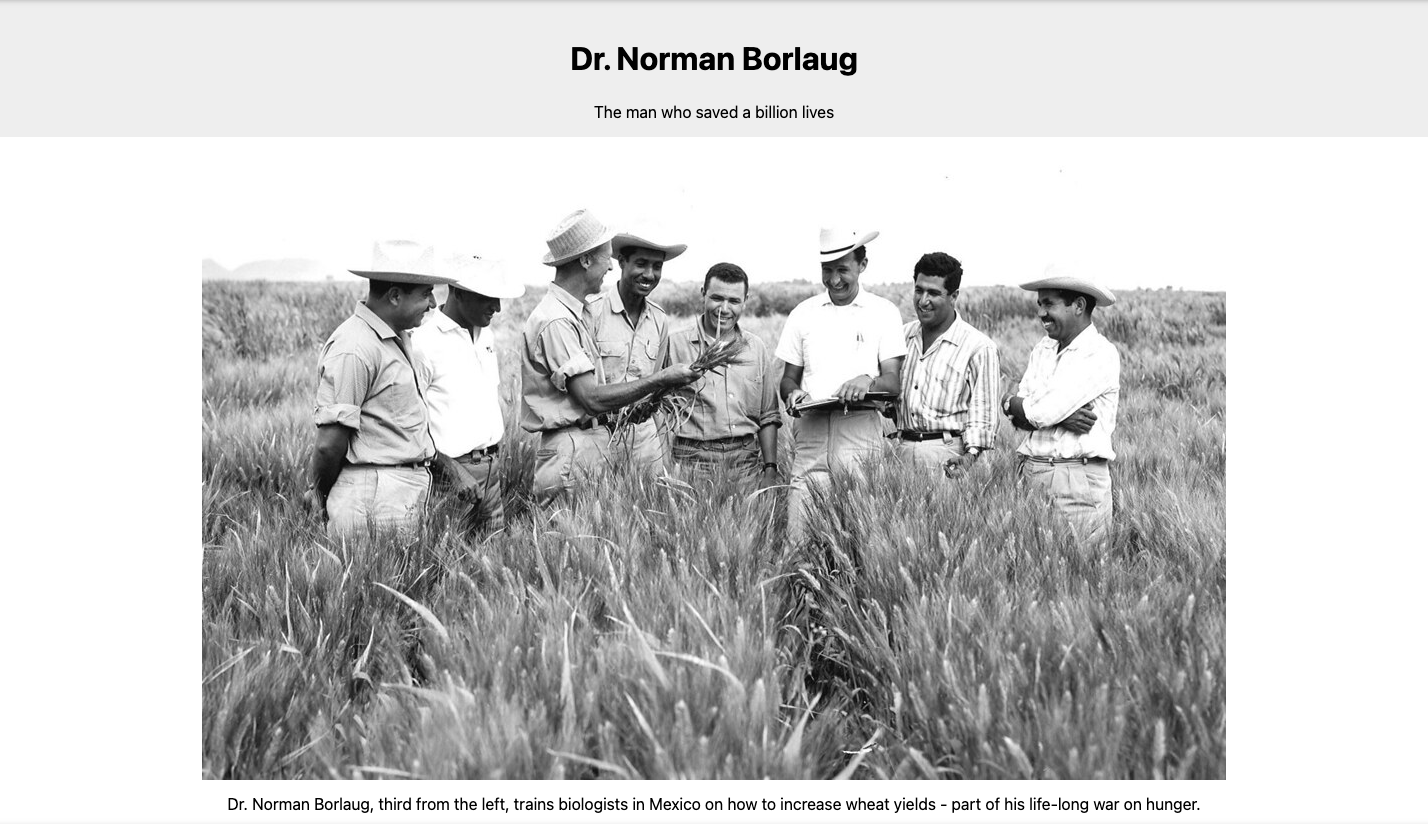 Dr. Norman Borlaug
The man who saved a billion lives
Dr. Norman Borlaug, third from the left, trains biologists in Mexico on how to increase wheat yields - part of his life-long war on hunger.